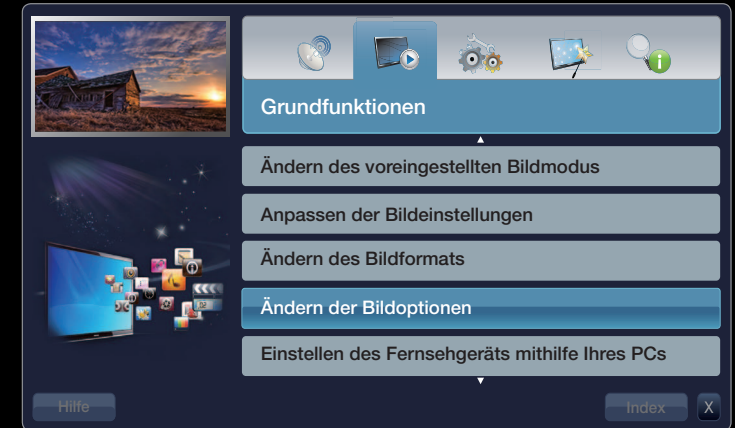 Grundfunktionen
Ändern des voreingestellten Bildmodus
Anpassen der Bildeinstellungen
Ändern des Bildformats
Ändern der Bildoptionen
Einstellen des Fernsehgeräts mithilfe Ihres PCs
Hilfe
Index
X